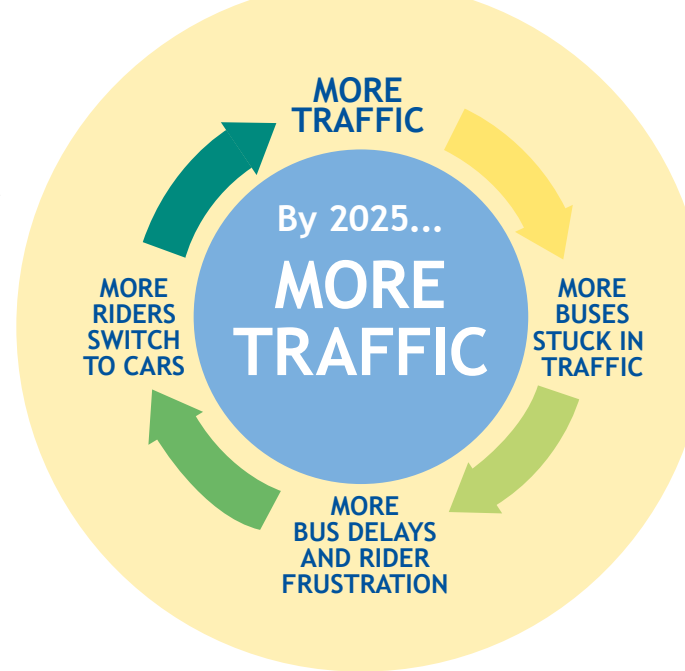 MORE
TRAFFIC
By 2025...
MORE
TRAFFIC
MORE
BUSES
STUCK IN
TRAFFIC
MORE
BUS DELAYS
AND RIDER
FRUSTRATION
MORE
RIDERS
SWITCH
TO CARS